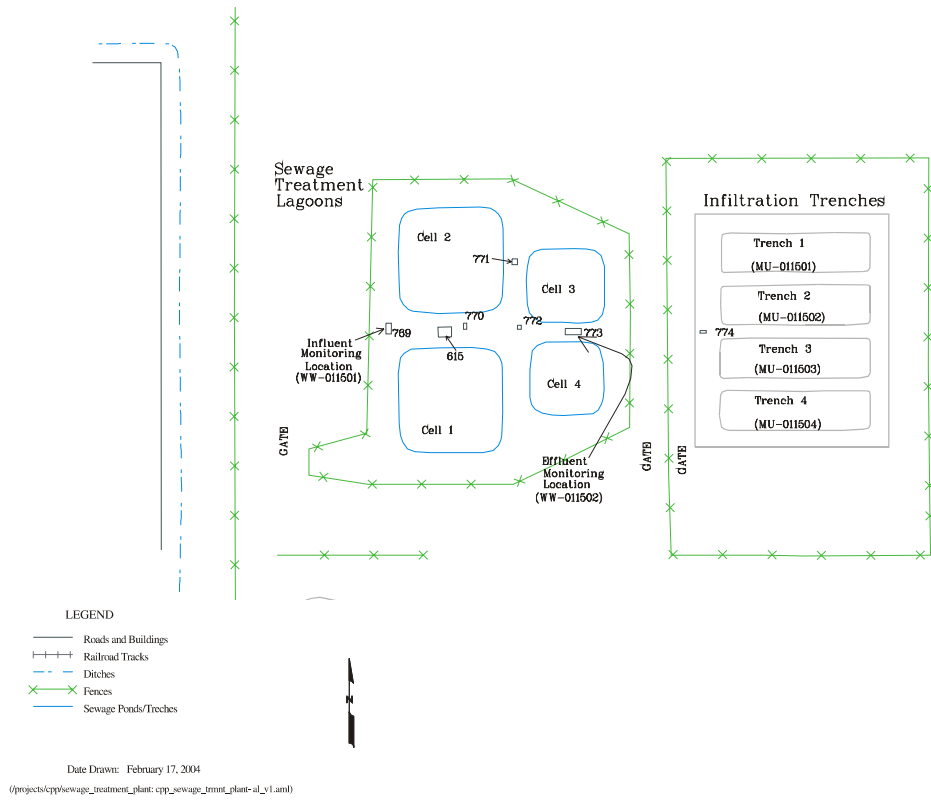 Sewage
Treatment
Lagoons
Infiltration Trenches
Cell 2
771
Cell 3
Trench 1
(MU-011501)
Trench 2
(MU-011502)
770
772
773
769
774
615
Influent
Monitoring
Location
(WW-011501)
Trench 3
(MU-011503)
Cell 4
Trench 4
(MU-011504)
Cell 1
GATE
GATE
GATE
Effluent
Monitoring
Location
(WW-011502)
LEGEND
Roads and Buildings
Railroad Tracks
Ditches
Fences
Sewage Ponds/Treches
N
Date Drawn: February 17, 2004
(/projects/cpp/sewage_treatment_plant: cpp_sewage_trmnt_plant- al_v1.aml)